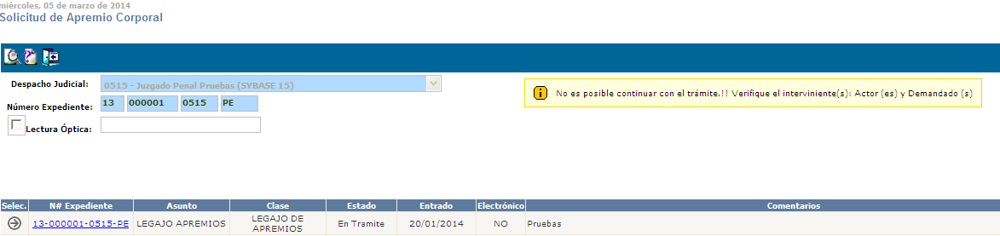 miércoles, 05 de marzo de 2014
Solicitud de Apremio Corporal
Despacho Judicial: 0515 - Juzgado Penal Pruebas (SYBASE 15)
No es posible continuar con el trámite.!! Verifique el interviniente(s): Actor (es) y Demandado (s)
Número Expediente: 13 000001 0515 PE
Lectura Óptica:
Selec. N# Expediente Asunto Clase Estado Entrado Electrónico Comentarios
13-000001-0515-PE LEGAJO APREMIOS LEGAJO DE APREMIOS En Tramite 20/01/2014 NO Pruebas